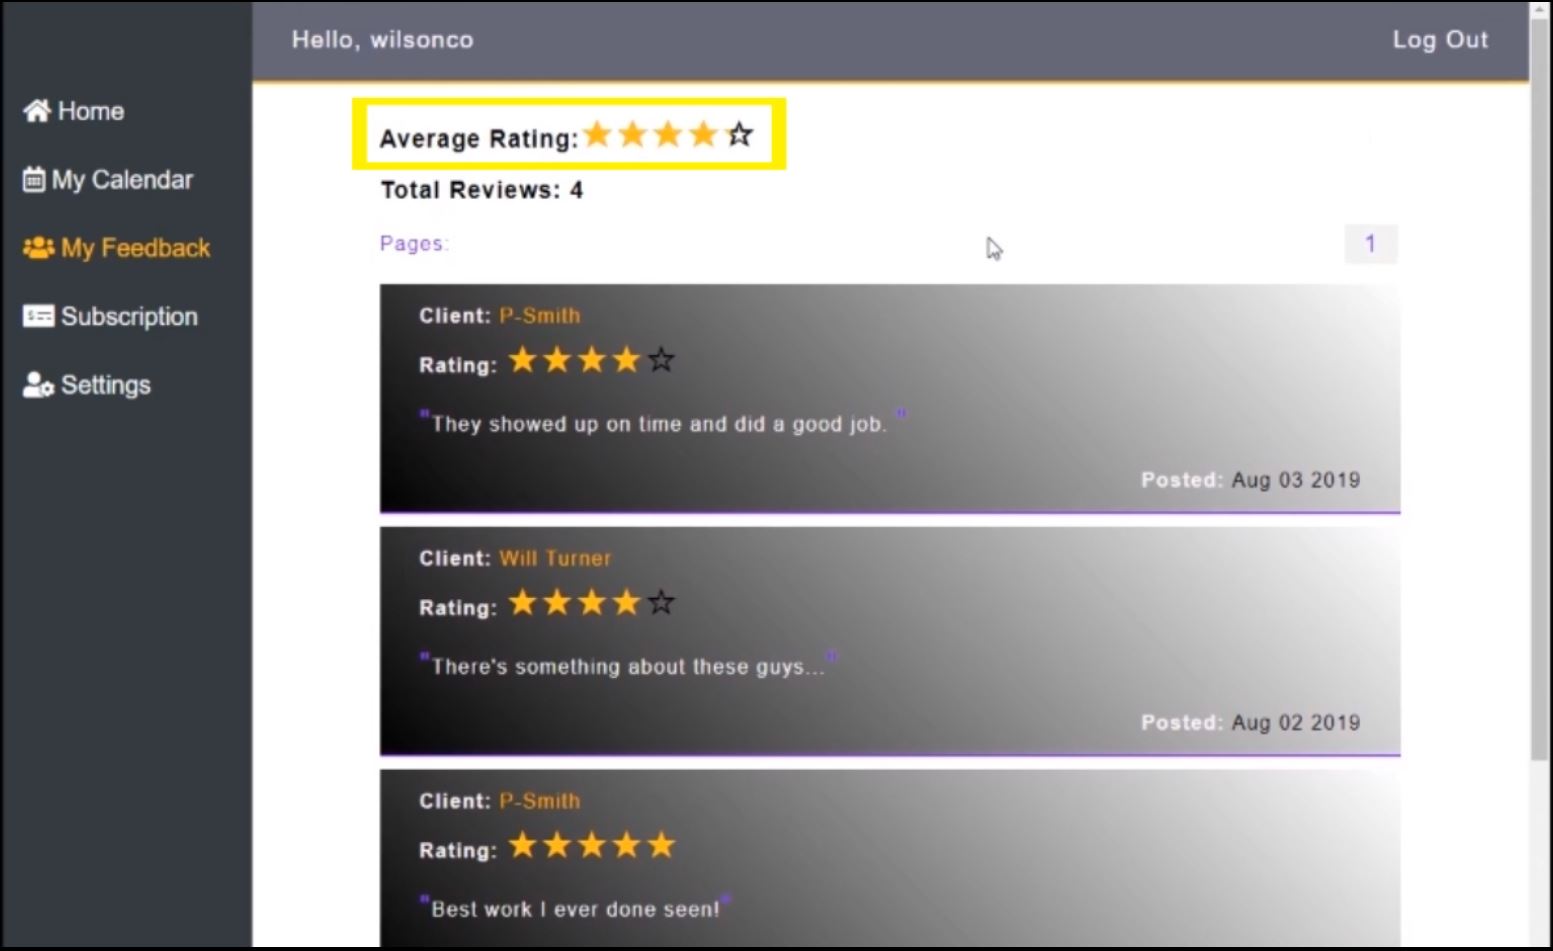 Hello, wilsonco
Log Out
Home
My Calendar
My Feedback
Subscription
Settings
Average Rating:
Total Reviews: 4
Pages:
1
Client: P-Smith
Rating:
"They showed up on time and did a good job. "
Posted: Aug 03 2019
Client: Will Turner
Rating:
"There's something about these guys..."
Posted: Aug 02 2019
Client: P-Smith
Rating:
"Best work I ever done seen!"